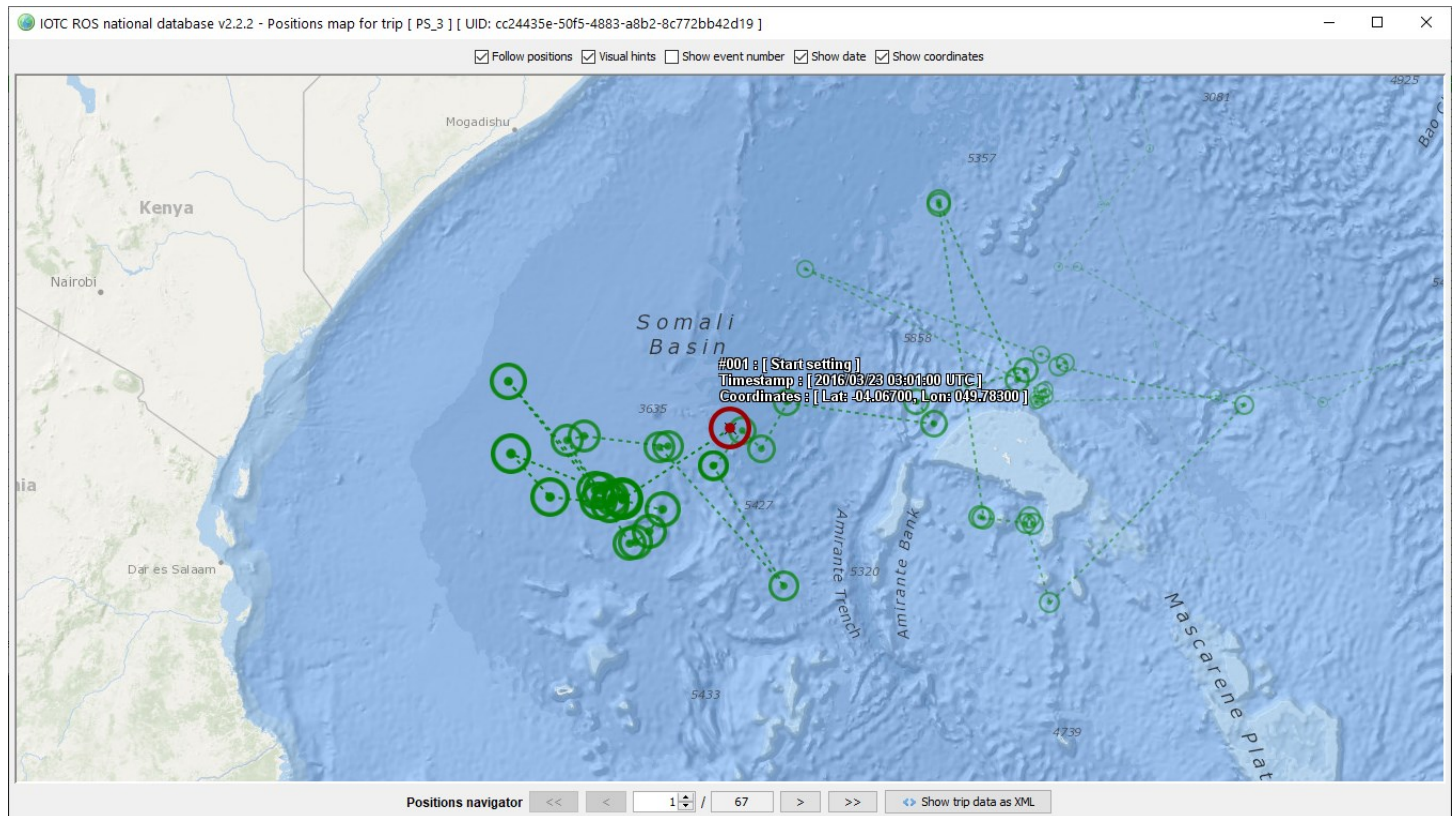 IOTC ROS national database v2.2.2 - Positions map for trip [ PS_3 ] [ UID: cc24435e-50f5-4883-a8b2-8c772bb42d19 ]
Follow positions Visual hints Show event number Show date Show coordinates
4925
3081
Bao C
Mogadishu
5357
Kenya
Nairobi
54
Somali
Basin
5858
#001 : [ Start setting ]
Timestamp : [ 2016/03/23 03:01:00 UTC ]
Coordinates : [ Lat: -04.06700, Lon: 049.78300 ]
3635
nia
5427
Amirante Trench
Amirante Bank
Dar es Salaam
5320
Mascarene Plat
5433
4739
Positions navigator << < 1 / 67 > >> <> Show trip data as XML